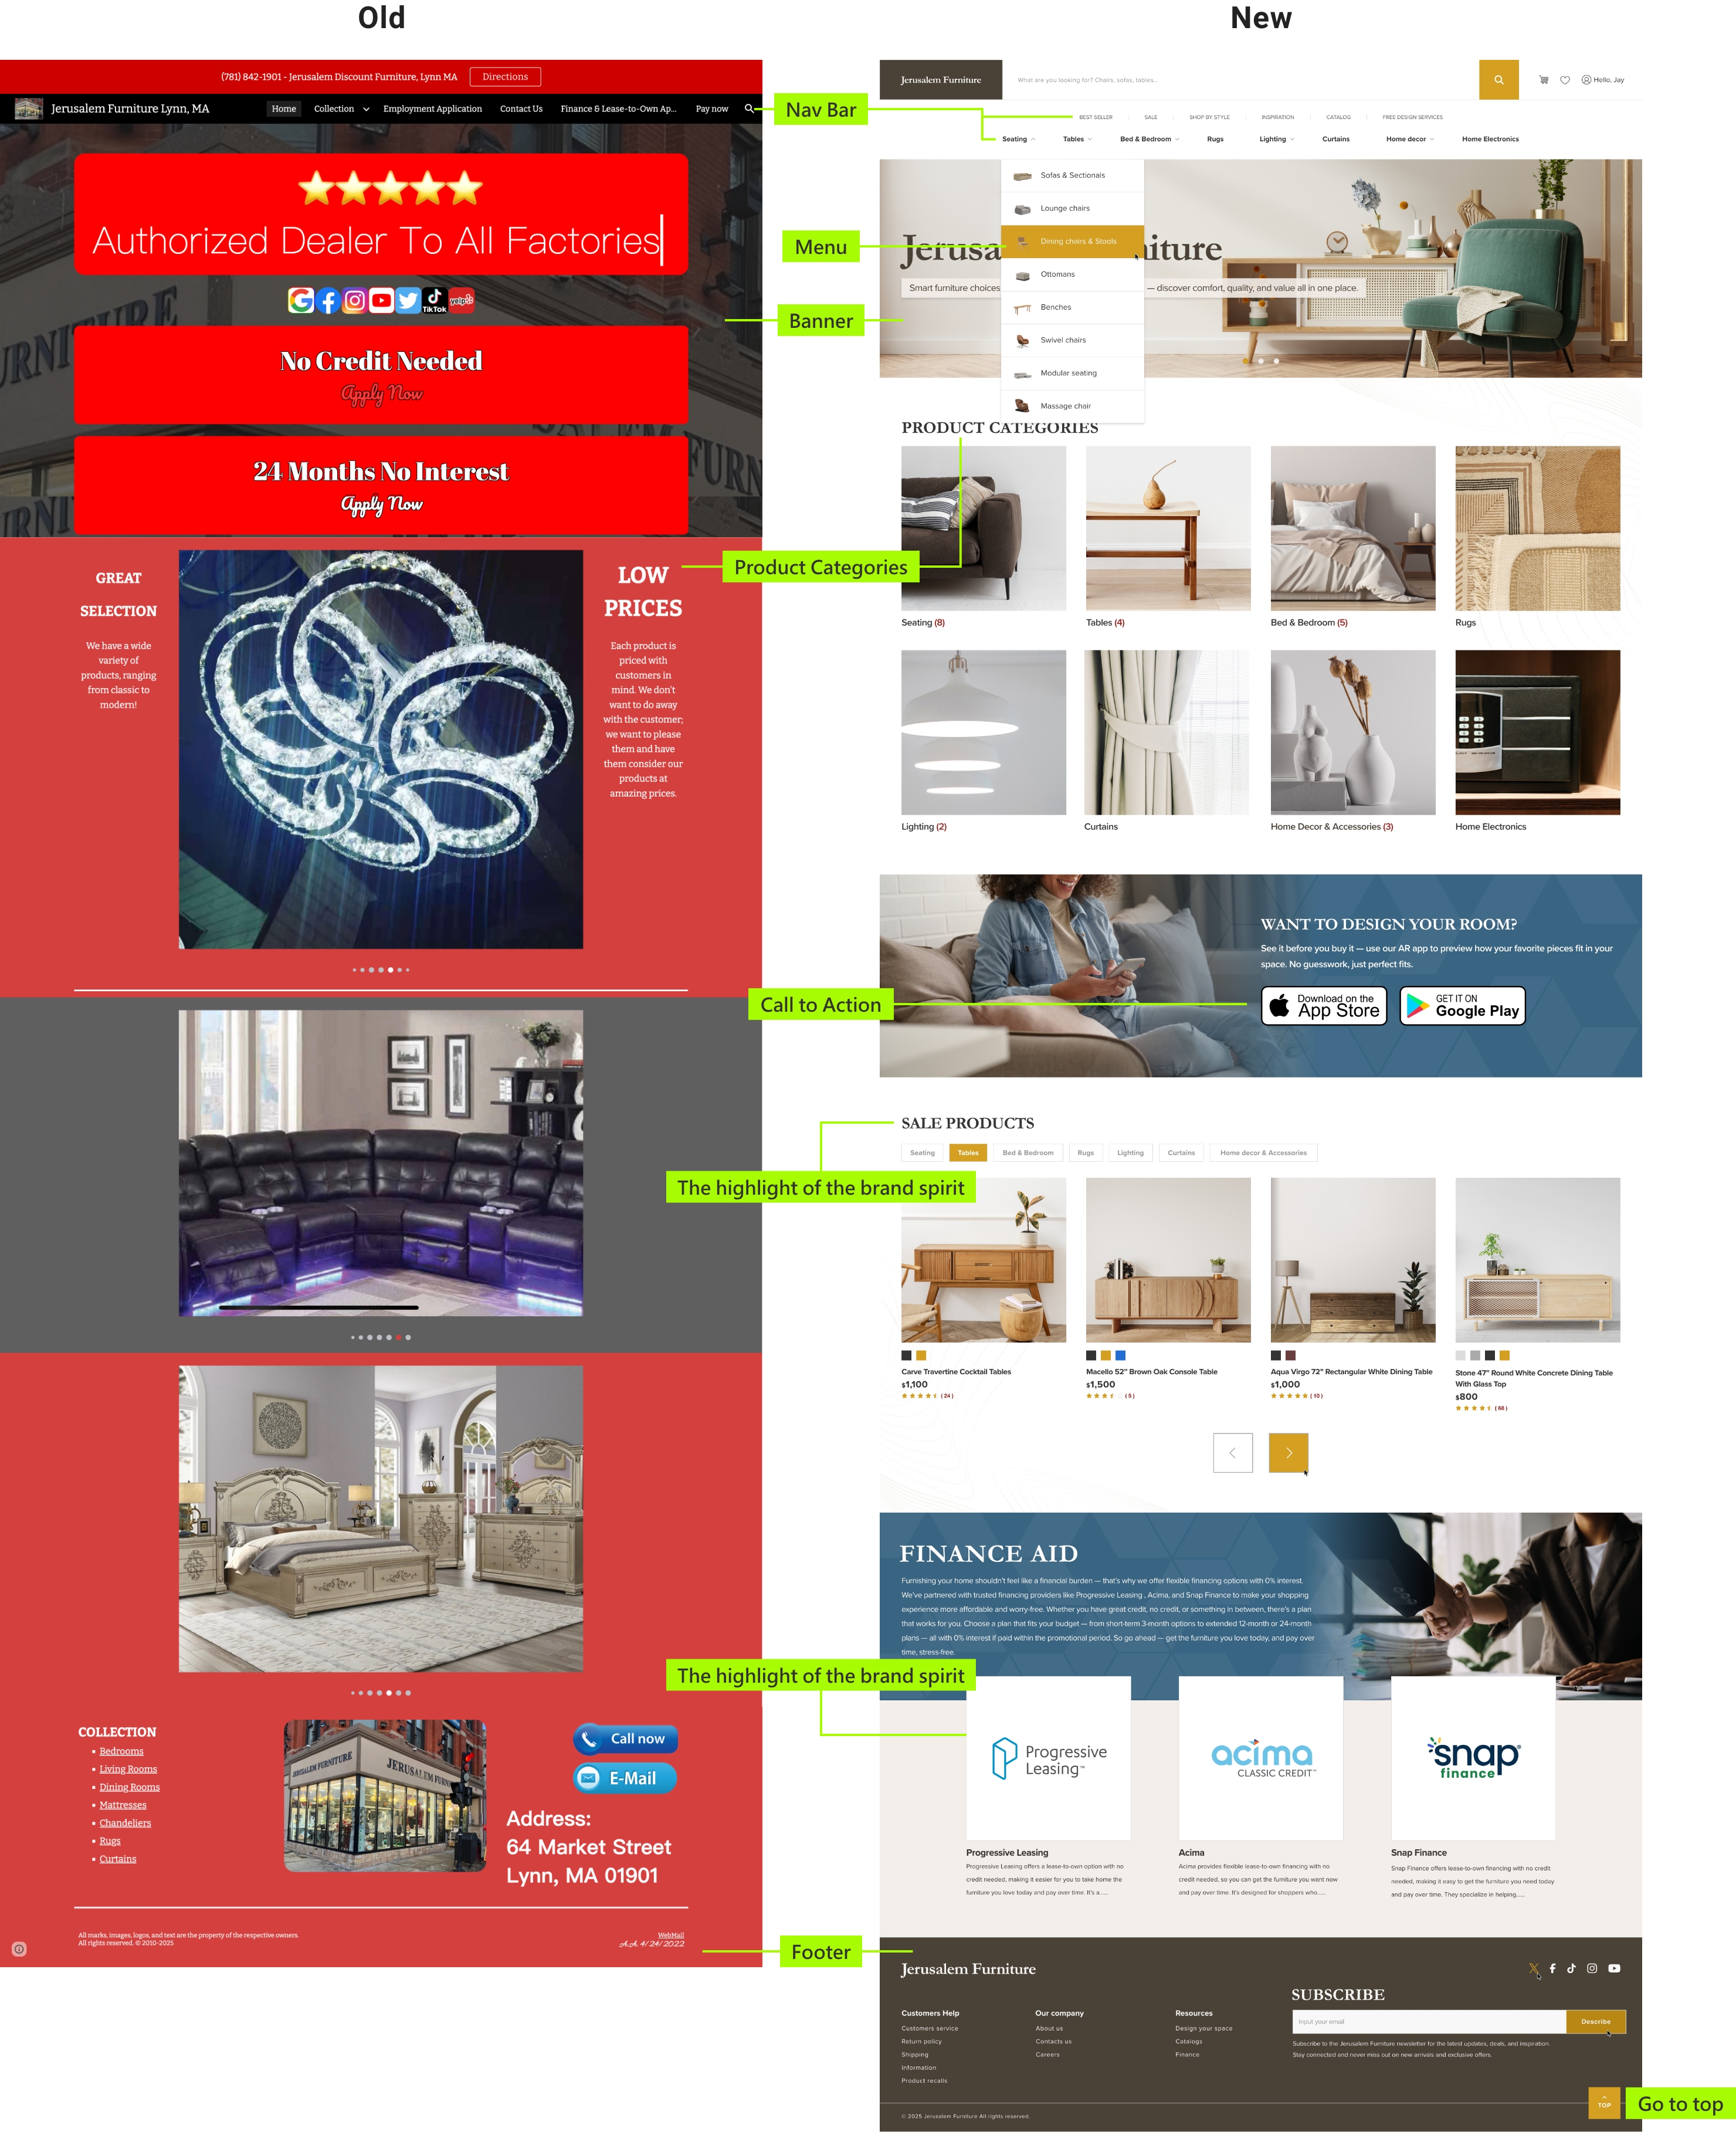 Old
New
(781) 842-1901 - Jerusalem Discount Furniture, Lynn MA
Directions
Jerusalem Furniture Lynn, MA
Home
Collection
Employment Application
Contact Us
Finance & Lease-to-Own Ap...
Pay now
Authorized Dealer To All Factories
TikTok
yelp
No Credit Needed
Apply Now
24 Months No Interest
Apply Now
GREAT
SELECTION
We have a wide
variety of
products, ranging
from classic to
modern!
LOW
PRICES
Each product is
priced with
customers in
mind. We don't
want to do away
with the customer;
we want to please
them and have
them consider our
products at
amazing prices.
COLLECTION
Bedrooms
Living Rooms
Dining Rooms
Mattresses
Chandeliers
Rugs
Curtains
JERUSALEM FURNITURE
JERUSALEM FURN
Call now
E-Mail
Address:
64 Market Street
Lynn, MA 01901
All marks, images, logos, and text are the property of the respective owners.
All rights reserved. © 2010-2025
WebMail
A.A. 4/24/2022
Nav Bar
Menu
Banner
Product Categories
Call to Action
The highlight of the brand spirit
The highlight of the brand spirit
Footer
Go to top
Jerusalem Furniture
What are you looking for? Chairs, sofas, tables...
Hello, Jay
BEST SELLER
SALE
SHOP BY STYLE
INSPIRATION
CATALOG
FREE DESIGN SERVICES
Seating
Tables
Bed & Bedroom
Rugs
Lighting
Curtains
Home decor
Home Electronics
Sofas & Sectionals
Lounge chairs
Dining chairs & Stools
Ottomans
Benches
Swivel chairs
Modular seating
Massage chair
Jerusa iture
Smart furniture choices — discover comfort, quality, and value all in one place.
PRODUCT CATEGORIES
Seating (8)
Tables (4)
Bed & Bedroom (5)
Rugs
Lighting (2)
Curtains
Home Decor & Accessories (3)
Home Electronics
WANT TO DESIGN YOUR ROOM?
See it before you buy it — use our AR app to preview how your favorite pieces fit in your
space. No guesswork, just perfect fits.
Download on the
App Store
GET IT ON
Google Play
SALE PRODUCTS
Seating
Tables
Bed & Bedroom
Rugs
Lighting
Curtains
Home decor & Accessories
Carve Travertine Cocktail Tables
$1,100
(24)
Macello 52" Brown Oak Console Table
$1,500
(5)
Aqua Virgo 72" Rectangular White Dining Table
$1,000
(10)
Stone 47" Round White Concrete Dining Table
With Glass Top
$800
(68)
FINANCE AID
Furnishing your home shouldn't feel like a financial burden — that's why we offer flexible financing options with 0% interest.
We've partnered with trusted financing providers like Progressive Leasing , Acima, and Snap Finance to make your shopping
experience more affordable and worry-free. Whether you have great credit, no credit, or something in between, there's a plan
that works for you. Choose a plan that fits your budget — from short-term 3-month options to extended 12-month or 24-month
plans — all with 0% interest if paid within the promotional period. So go ahead — get the furniture you love today, and pay over
time, stress-free.
Progressive
Leasing™
acima
CLASSIC CREDIT™
snap
finance
Progressive Leasing
Progressive Leasing offers a lease-to-own option with no
credit needed, making it easier for you to take home the
furniture you love today and pay over time. It's a......
Acima
Acima provides flexible lease-to-own financing with no
credit needed, so you can get the furniture you want now
and pay over time. It's designed for shoppers who......
Snap Finance
Snap Finance offers lease-to-own financing with no credit
needed, making it easy to get the furniture you need today
and pay over time. They specialize in helping......
Jerusalem Furniture
Customers Help
Customers service
Return policy
Shipping
information
Product recalls
Our company
About us
Contacts us
Careers
Resources
Design your space
Catalogs
Finance
SUBSCRIBE
Input your email
Describe
Subscribe to the Jerusalem Furniture newsletter for the latest updates, deals, and inspiration.
Stay connected and never miss out on new arrivals and exclusive offers.
TOP
© 2025 Jerusalem Furniture All rights reserved.